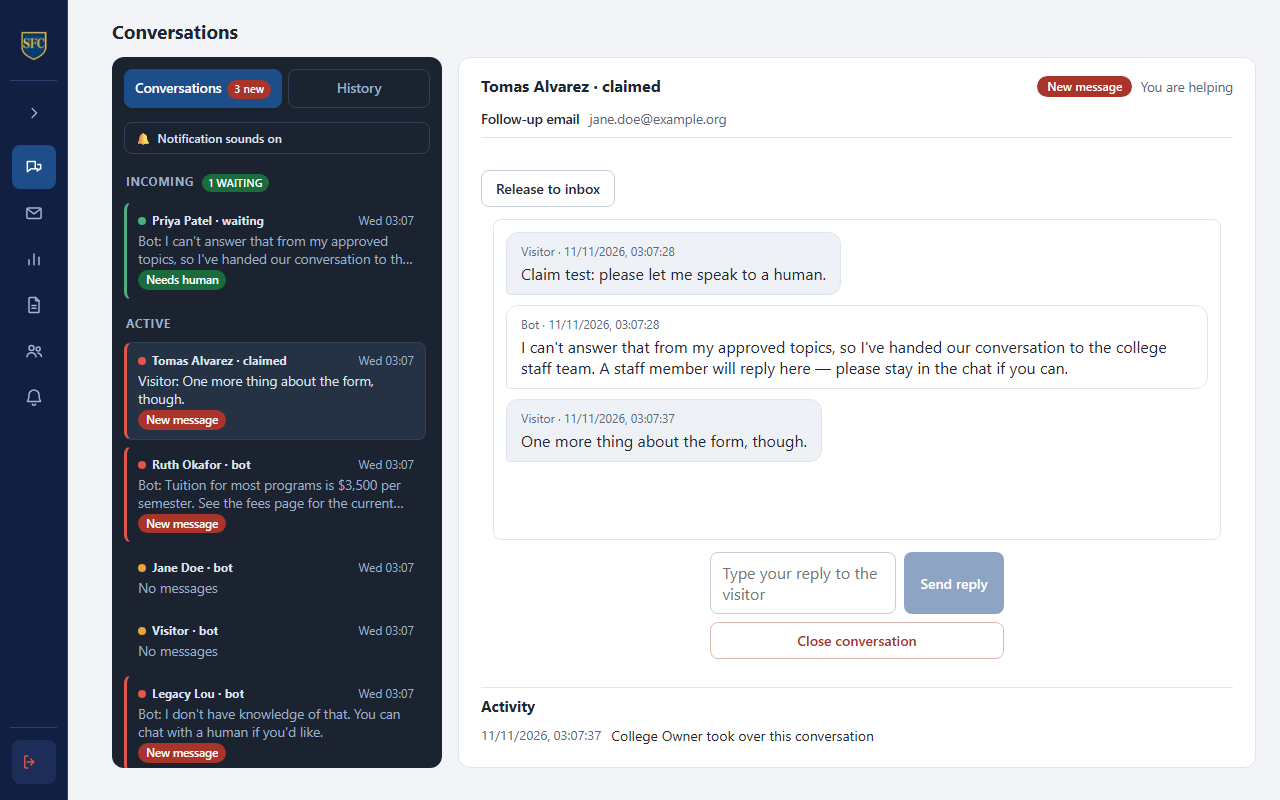 SFC
Conversations
Conversations 3 new
History
🔔 Notification sounds on
INCOMING 1 WAITING
Priya Patel · waiting Wed 03:07
Bot: I can't answer that from my approved
topics, so I've handed our conversation to th...
Needs human
ACTIVE
Tomas Alvarez · claimed Wed 03:07
Visitor: One more thing about the form,
though.
New message
Ruth Okafor · bot Wed 03:07
Bot: Tuition for most programs is $3,500 per
semester. See the fees page for the current...
New message
Jane Doe · bot Wed 03:07
No messages
Visitor · bot Wed 03:07
No messages
Legacy Lou · bot Wed 03:07
Bot: I don't have knowledge of that. You can
chat with a human if you'd like.
New message
Tomas Alvarez · claimed
New message You are helping
Follow-up email jane.doe@example.org
Release to inbox
Visitor · 11/11/2026, 03:07:28
Claim test: please let me speak to a human.
Bot · 11/11/2026, 03:07:28
I can't answer that from my approved topics, so I've handed our conversation to the college
staff team. A staff member will reply here — please stay in the chat if you can.
Visitor · 11/11/2026, 03:07:37
One more thing about the form, though.
Type your reply to the
visitor
Send reply
Close conversation
Activity
11/11/2026, 03:07:37 College Owner took over this conversation